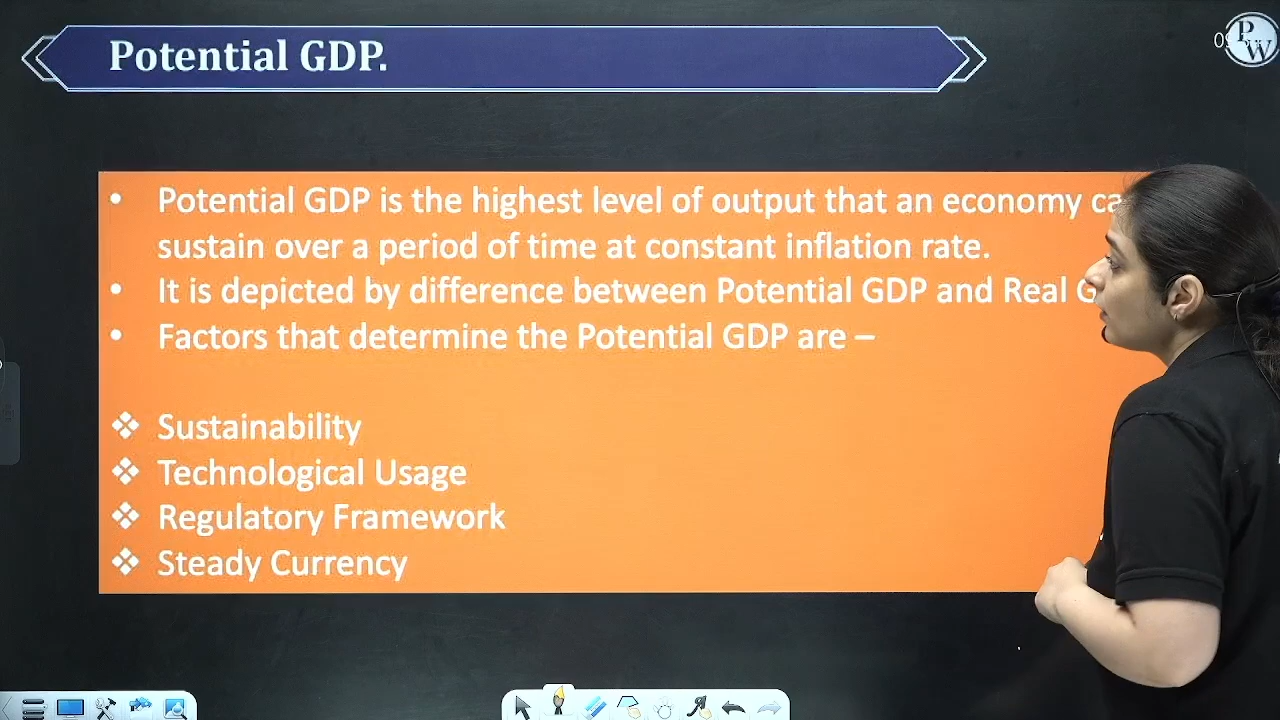 Potential GDP.
PW
• Potential GDP is the highest level of output that an economy
sustain over a period of time at constant inflation rate.
• It is depicted by difference between Potential GDP and Real
• Factors that determine the Potential GDP are –
❖ Sustainability
❖ Technological Usage
❖ Regulatory Framework
❖ Steady Currency